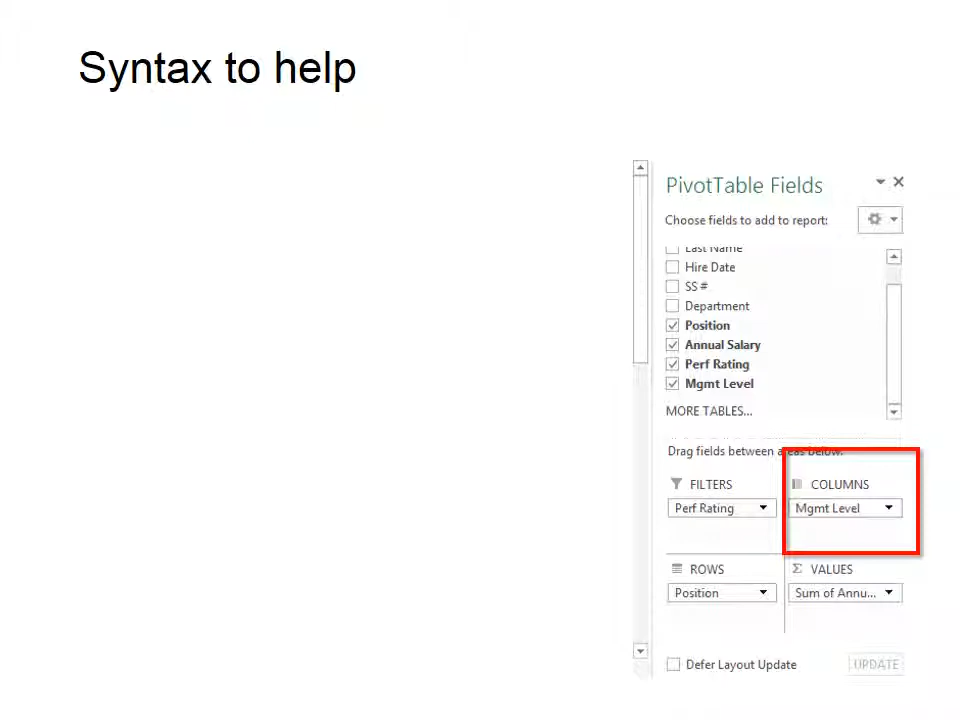 Syntax to help
PivotTable Fields
Choose fields to add to report:
Last Name
Hire Date
SS #
Department
Position
Annual Salary
Perf Rating
Mgmt Level
MORE TABLES...
Drag fields between areas below:
FILTERS
Perf Rating
COLUMNS
Mgmt Level
ROWS
Position
VALUES
Sum of Annu...
Defer Layout Update
UPDATE